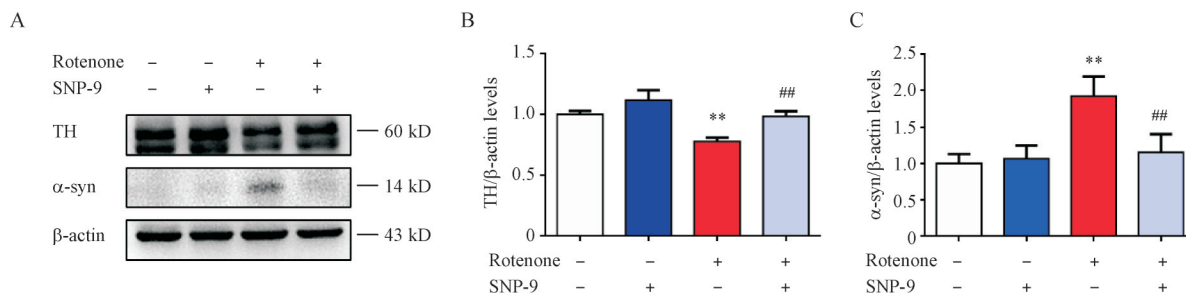 A
Rotenone – – + +
SNP-9 – + – +
TH 60 kD
α-syn 14 kD
β-actin 43 kD
B
TH/β-actin levels
1.5
1.0
0.5
0
**
##
Rotenone – – + +
SNP-9 – + – +
C
α-syn/β-actin levels
2.5
2.0
1.5
1.0
0.5
0
**
##
Rotenone – – + +
SNP-9 – + – +